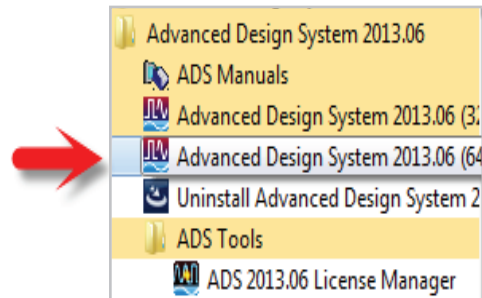 Advanced Design System 2013.06
ADS Manuals
Advanced Design System 2013.06 (32
Advanced Design System 2013.06 (64
Uninstall Advanced Design System 2
ADS Tools
ADS 2013.06 License Manager